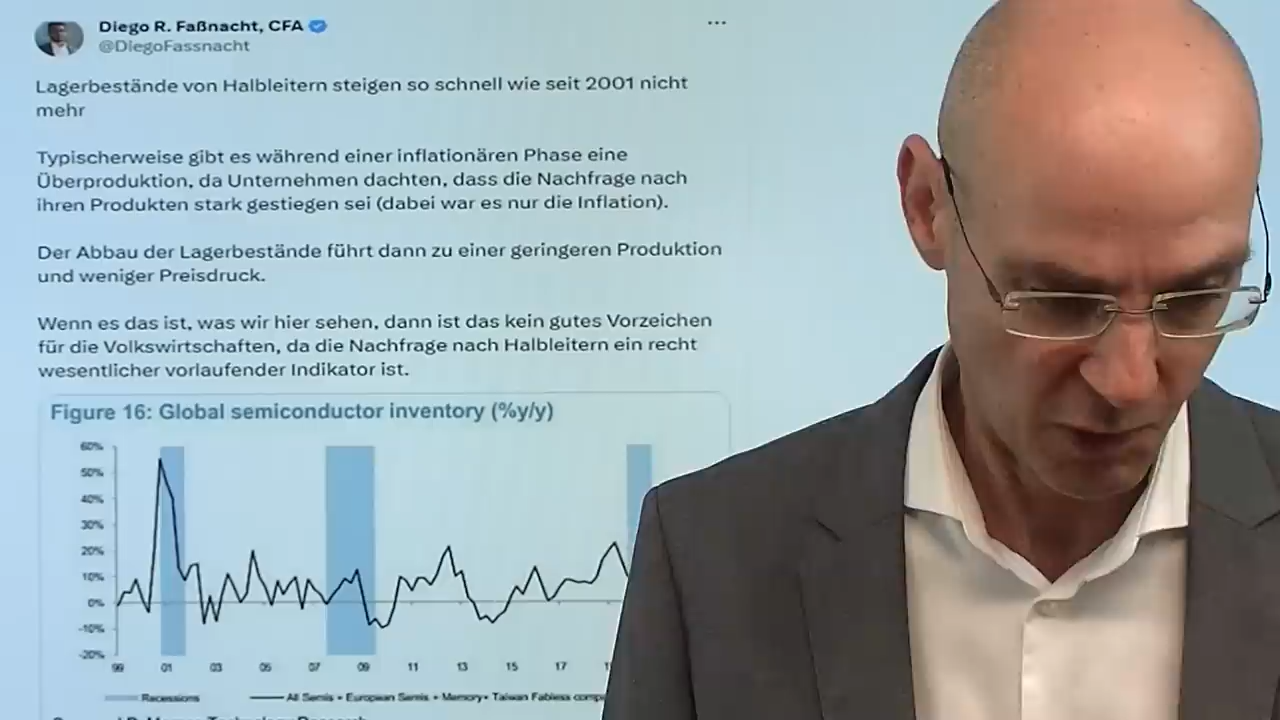 Diego R. Faßnacht, CFA
@DiegoFassnacht
Lagerbestände von Halbleitern steigen so schnell wie seit 2001 nicht
mehr
Typischerweise gibt es während einer inflationären Phase eine
Überproduktion, da Unternehmen dachten, dass die Nachfrage nach
ihren Produkten stark gestiegen sei (dabei war es nur die Inflation).
Der Abbau der Lagerbestände führt dann zu einer geringeren Produktion
und weniger Preisdruck.
Wenn es das ist, was wir hier sehen, dann ist das kein gutes Vorzeichen
für die Volkswirtschaften, da die Nachfrage nach Halbleitern ein recht
wesentlicher vorlaufender Indikator ist.
Figure 16: Global semiconductor inventory (%y/y)
60%
50%
40%
30%
20%
10%
0%
-10%
-20%
99 01 03 05 07 09 11 13 15 17
Recessions All Semis + European Semis + Memory+ Taiwan Fabless